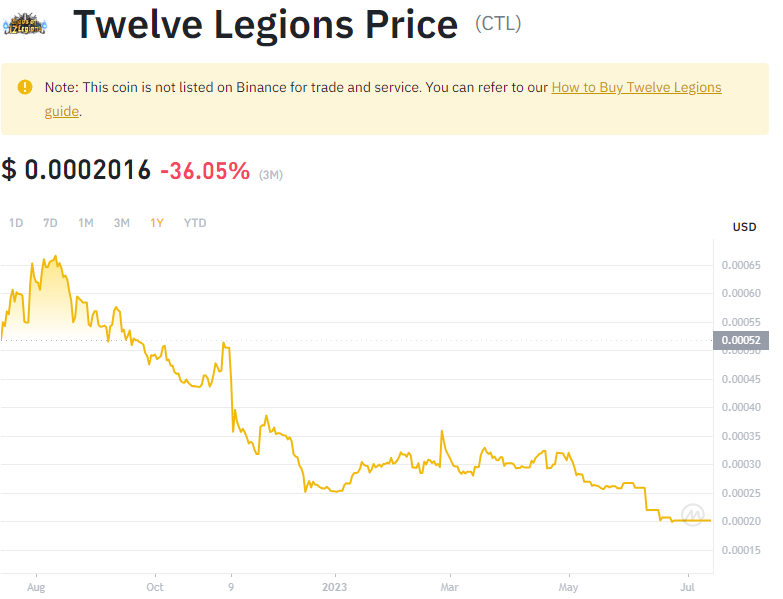 Twelve Legions Price (CTL)
Note: This coin is not listed on Binance for trade and service. You can refer to our How to Buy Twelve Legions
guide.
$ 0.0002016 -36.05% (3M)
1D 7D 1M 3M 1Y YTD
USD
0.00065
0.00060
0.00055
0.00052
0.00050
0.00045
0.00040
0.00035
0.00030
0.00025
0.00020
0.00015
Aug Oct 9 2023 Mar May Jul